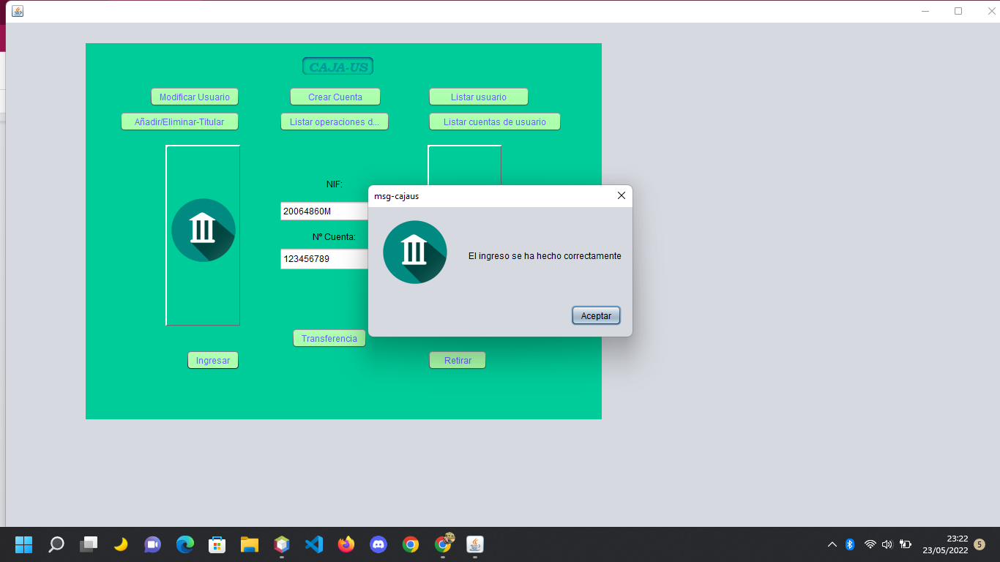 CAJA-US
Modificar Usuario
Crear Cuenta
Listar usuario
Añadir/Eliminar-Titular
Listar operaciones d...
Listar cuentas de usuario
NIF:
20064860M
Nº Cuenta:
123456789
msg-cajaus
El ingreso se ha hecho correctamente
Aceptar
Transferencia
Ingresar
Retirar
23:22
23/05/2022
5